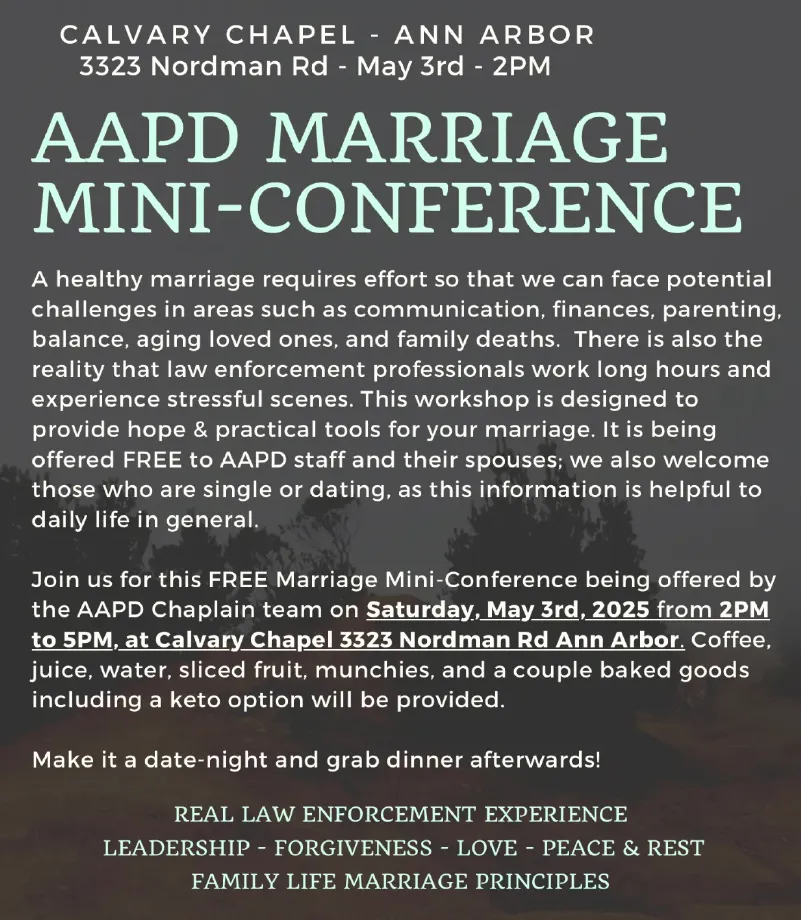 CALVARY CHAPEL - ANN ARBOR
3323 Nordman Rd - May 3rd - 2PM
AAPD MARRIAGE
MINI-CONFERENCE
A healthy marriage requires effort so that we can face potential
challenges in areas such as communication, finances, parenting,
balance, aging loved ones, and family deaths.  There is also the
reality that law enforcement professionals work long hours and
experience stressful scenes. This workshop is designed to
provide hope & practical tools for your marriage. It is being
offered FREE to AAPD staff and their spouses; we also welcome
those who are single or dating, as this information is helpful to
daily life in general.
Join us for this FREE Marriage Mini-Conference being offered by
the AAPD Chaplain team on Saturday, May 3rd, 2025 from 2PM
to 5PM, at Calvary Chapel 3323 Nordman Rd Ann Arbor. Coffee,
juice, water, sliced fruit, munchies, and a couple baked goods
including a keto option will be provided.
Make it a date-night and grab dinner afterwards!
REAL LAW ENFORCEMENT EXPERIENCE
LEADERSHIP - FORGIVENESS - LOVE - PEACE & REST
FAMILY LIFE MARRIAGE PRINCIPLES